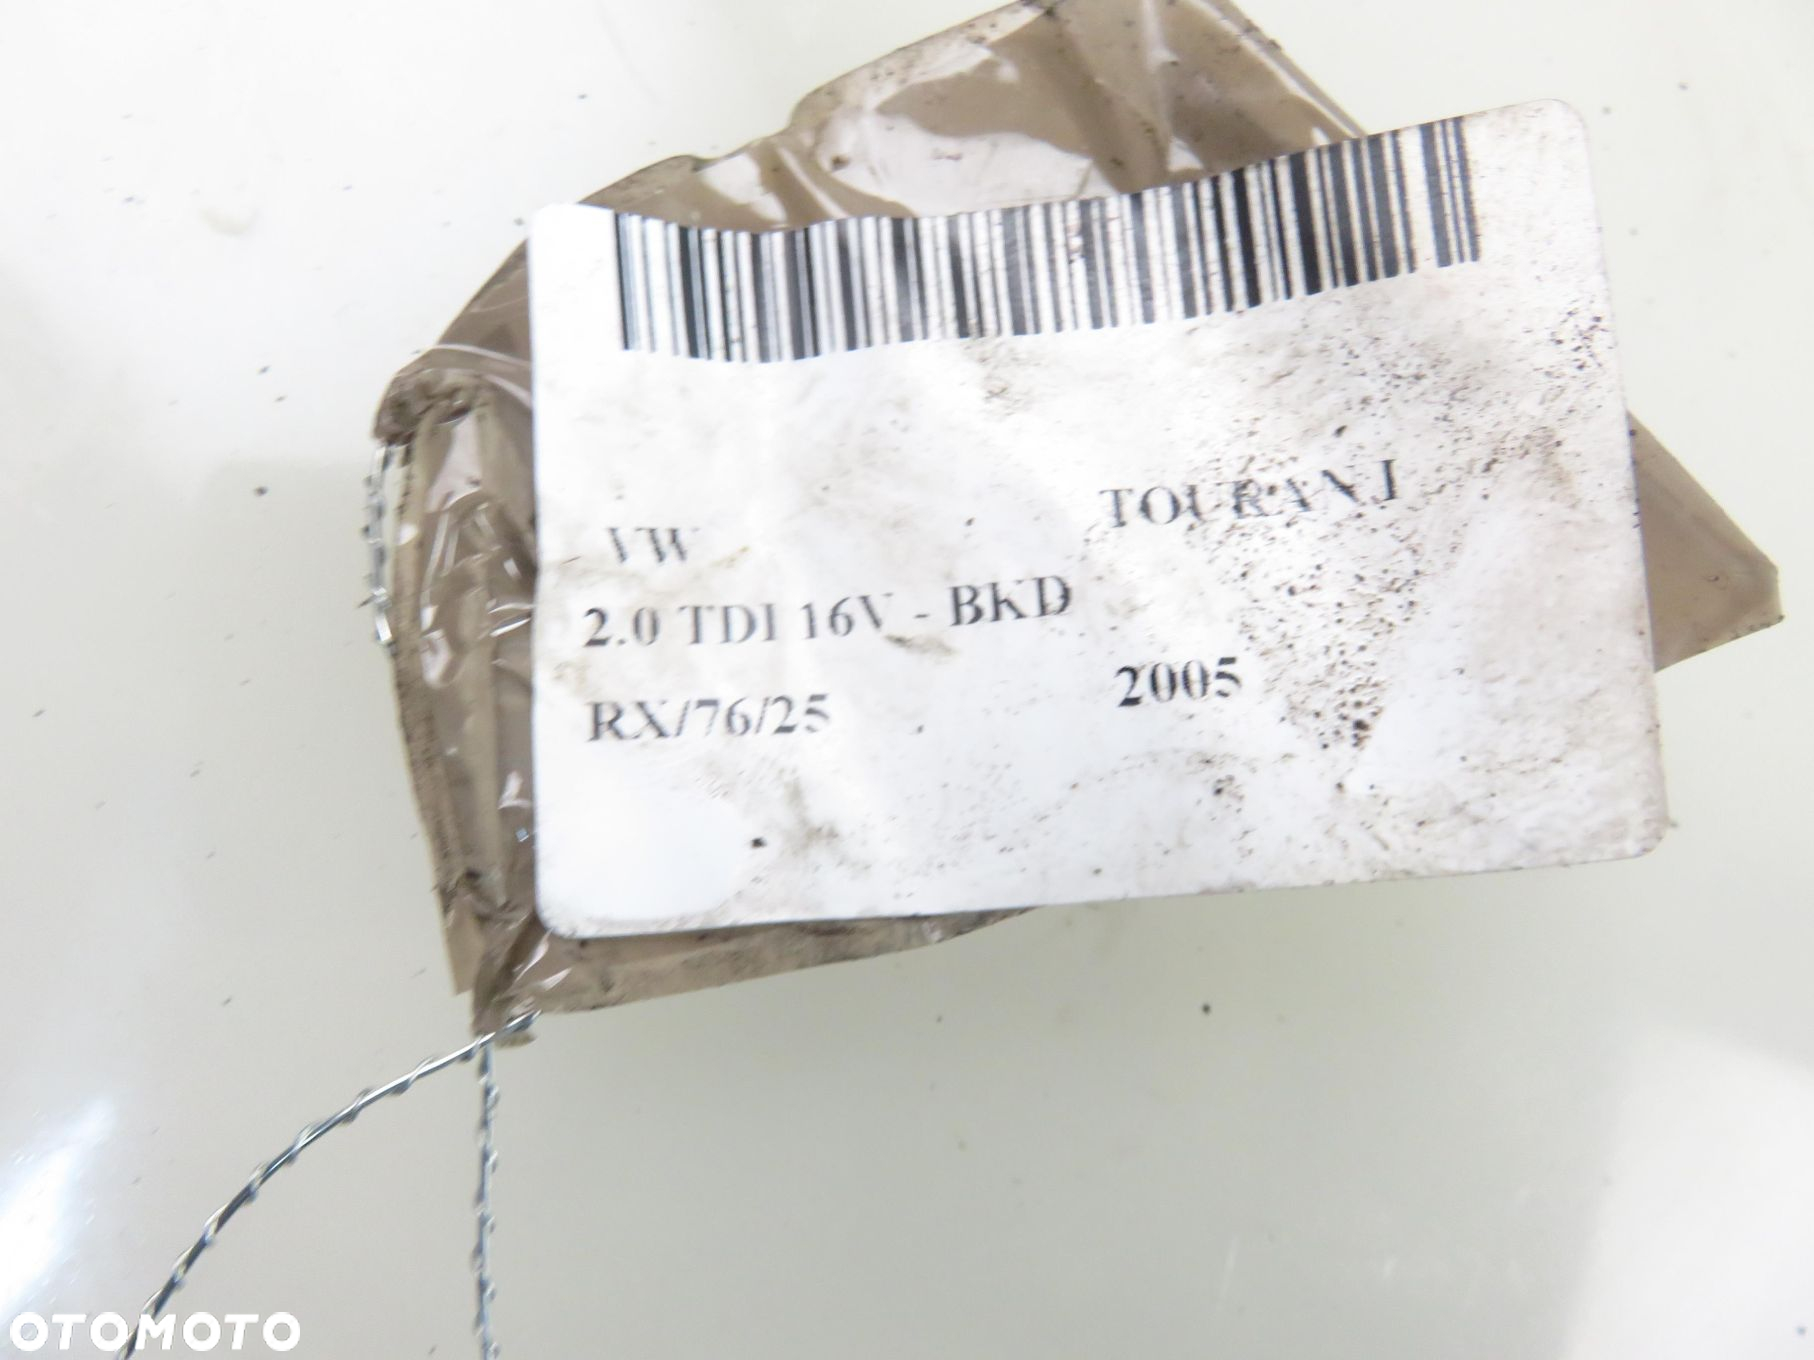 VW TOURAN I
2.0 TDI 16V - BKD
RX/76/25 2005
OTOMOTO